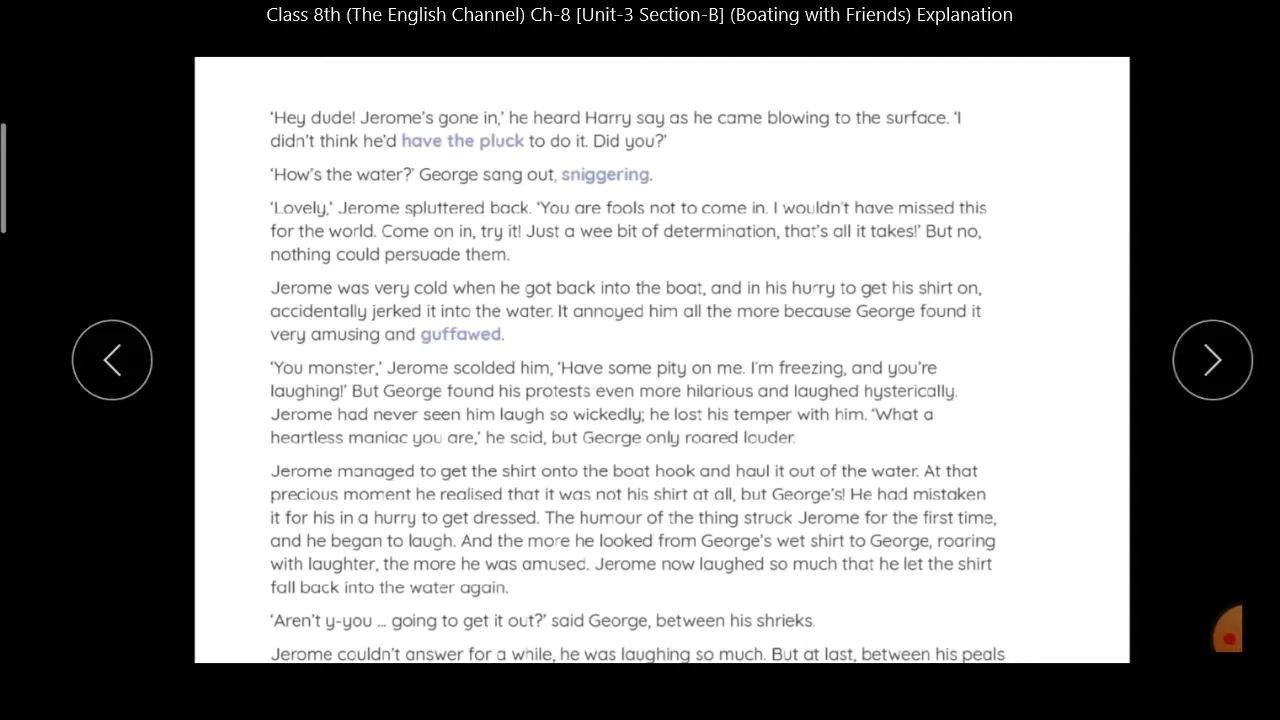 Class 8th (The English Channel) Ch-8 [Unit-3 Section-B] (Boating with Friends) Explanation
‘Hey dude! Jerome’s gone in,’ he heard Harry say as he came blowing to the surface. ‘I
didn’t think he’d have the pluck to do it. Did you?’
‘How’s the water?’ George sang out, sniggering.
‘Lovely,’ Jerome spluttered back. ‘You are fools not to come in. I wouldn’t have missed this
for the world. Come on in, try it! Just a wee bit of determination, that’s all it takes!’ But no,
nothing could persuade them.
Jerome was very cold when he got back into the boat, and in his hurry to get his shirt on,
accidentally jerked it into the water. It annoyed him all the more because George found it
very amusing and guffawed.
‘You monster,’ Jerome scolded him, ‘Have some pity on me. I’m freezing, and you’re
laughing!’ But George found his protests even more hilarious and laughed hysterically.
Jerome had never seen him laugh so wickedly; he lost his temper with him. ‘What a
heartless maniac you are,’ he said, but George only roared louder.
Jerome managed to get the shirt onto the boat hook and haul it out of the water. At that
precious moment he realised that it was not his shirt at all, but George’s! He had mistaken
it for his in a hurry to get dressed. The humour of the thing struck Jerome for the first time,
and he began to laugh. And the more he looked from George’s wet shirt to George, roaring
with laughter, the more he was amused. Jerome now laughed so much that he let the shirt
fall back into the water again.
‘Aren’t y-you ... going to get it out?’ said George, between his shrieks.
Jerome couldn’t answer for a while, he was laughing so much. But at last, between his peals